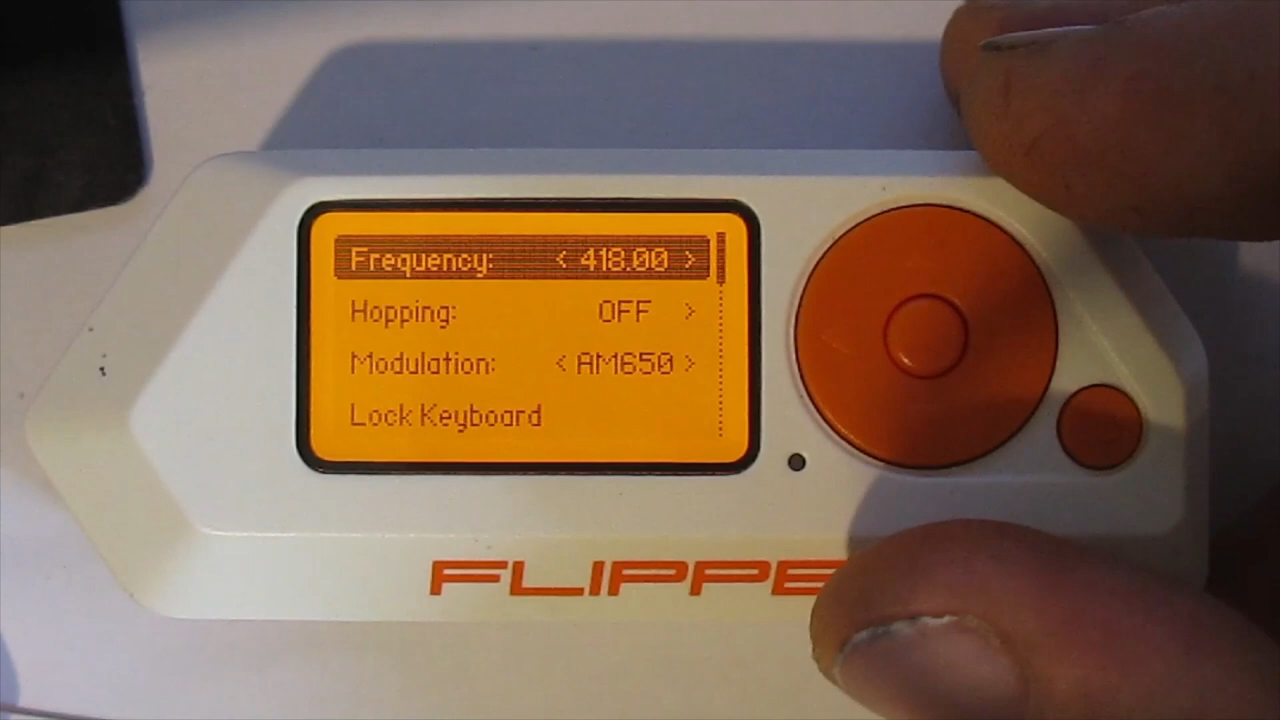 Frequency: < 418.00 >
Hopping: OFF >
Modulation: < AM650 >
Lock Keyboard
FLIPPE